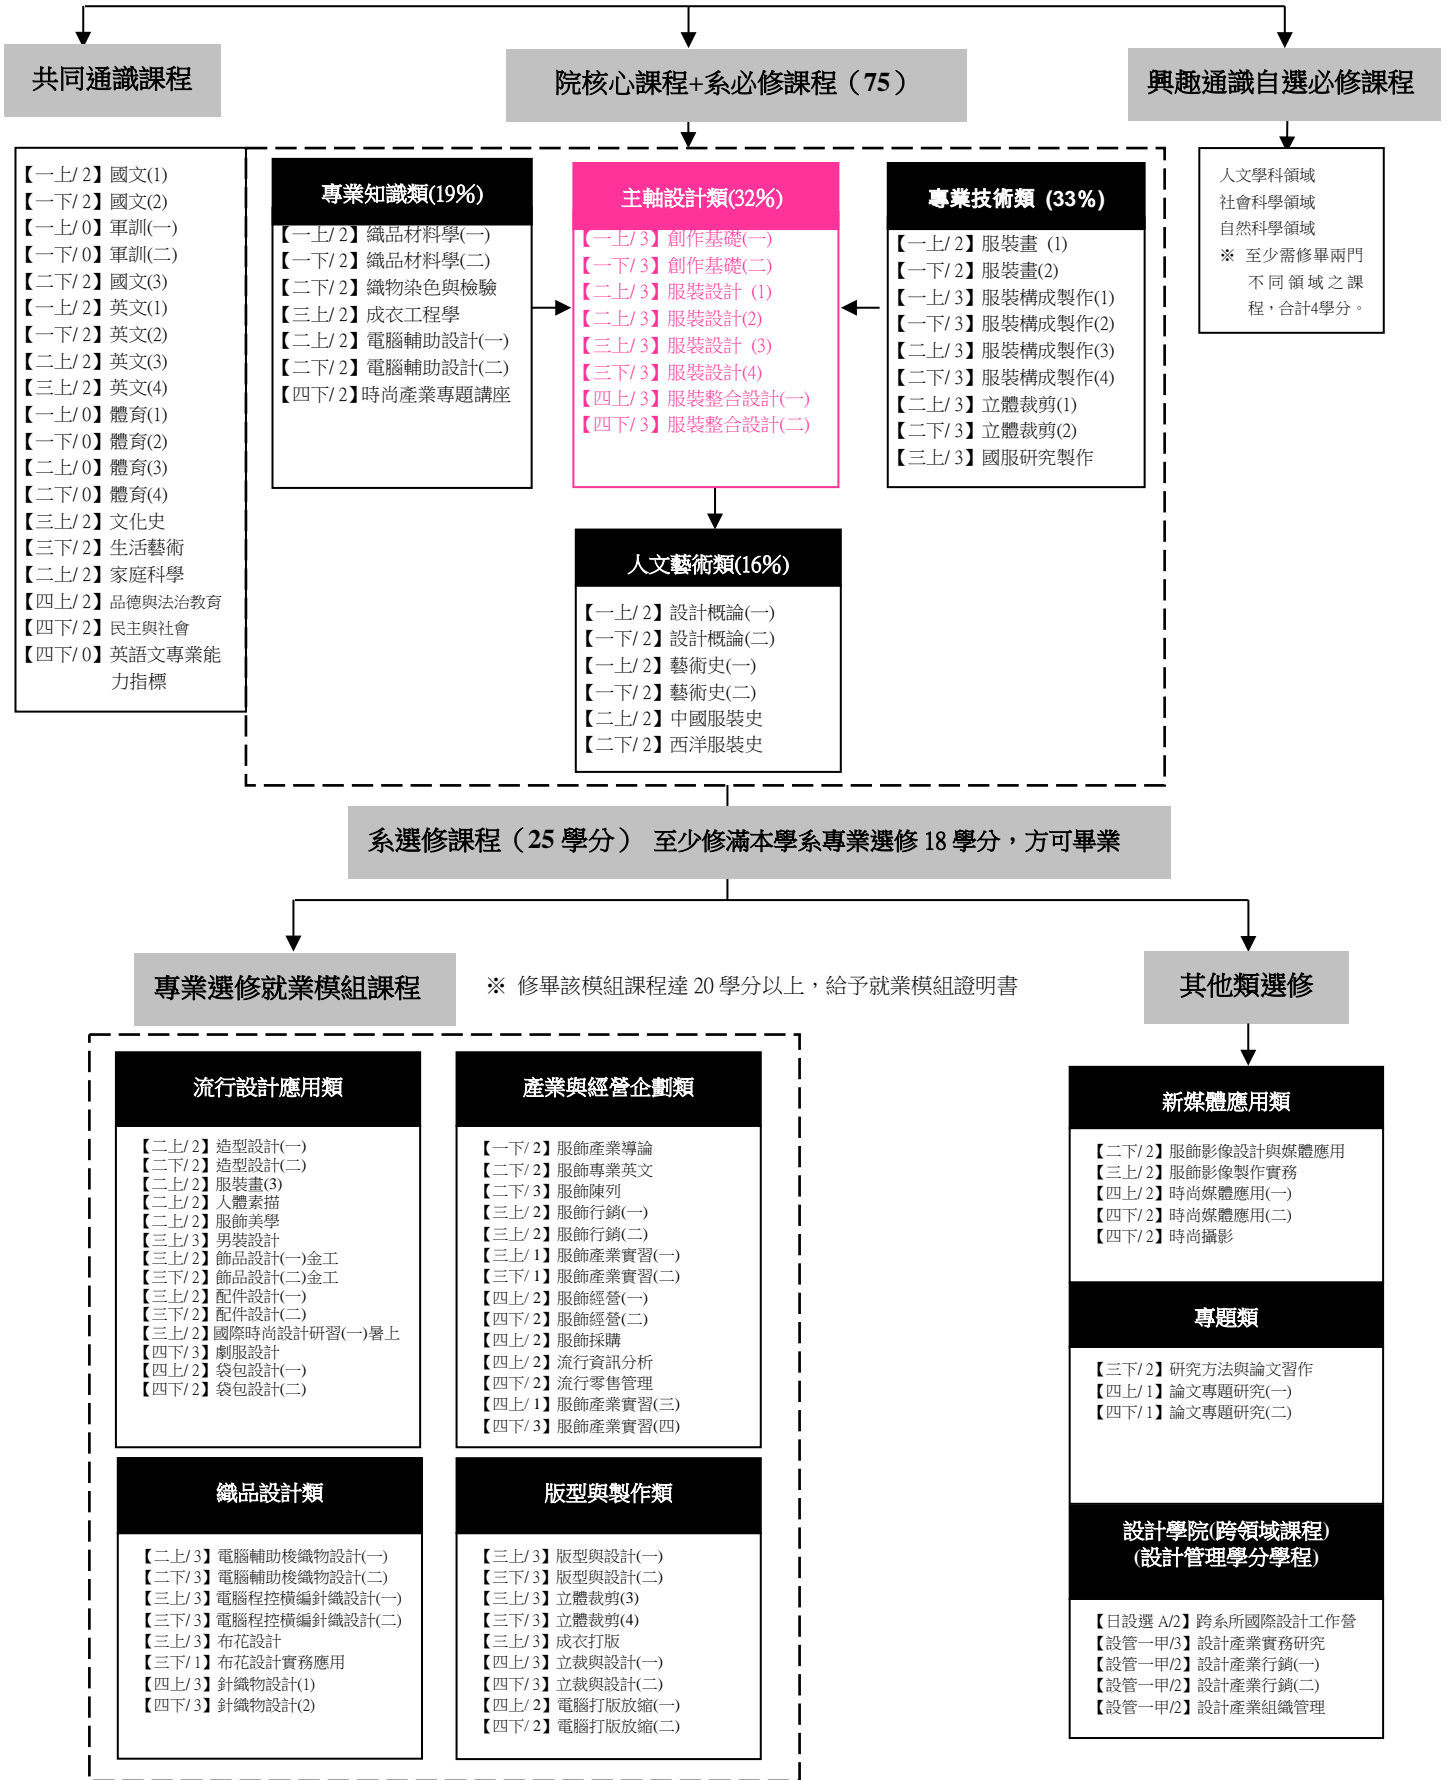 共同通識課程
院核心課程+系必修課程（75）
興趣通識自選必修課程
【一上/ 2】國文(1)
【一下/ 2】國文(2)
【一上/ 0】軍訓(一)
【一下/ 0】軍訓(二)
【二下/ 2】國文(3)
【一上/ 2】英文(1)
【一下/ 2】英文(2)
【二上/ 2】英文(3)
【三上/ 2】英文(4)
【一上/ 0】體育(1)
【一下/ 0】體育(2)
【二上/ 0】體育(3)
【二下/ 0】體育(4)
【三上/ 2】文化史
【三下/ 2】生活藝術
【二上/ 2】家庭科學
【四上/ 2】品德與法治教育
【四下/ 2】民主與社會
【四下/ 0】英語文專業能
力指標
專業知識類(19%)
【一上/ 2】織品材料學(一)
【一下/ 2】織品材料學(二)
【二下/ 2】織物染色與檢驗
【三上/ 2】成衣工程學
【二上/ 2】電腦輔助設計(一)
【二下/ 2】電腦輔助設計(二)
【四下/ 2】時尚產業專題講座
主軸設計類(32%)
【一上/ 3】創作基礎(一)
【一下/ 3】創作基礎(二)
【二上/ 3】服裝設計 (1)
【二上/ 3】服裝設計(2)
【三上/ 3】服裝設計 (3)
【三下/ 3】服裝設計(4)
【四上/ 3】服裝整合設計(一)
【四下/ 3】服裝整合設計(二)
專業技術類 (33%)
【一上/ 2】服裝畫 (1)
【一下/ 2】服裝畫(2)
【一上/ 3】服裝構成製作(1)
【一下/ 3】服裝構成製作(2)
【二上/ 3】服裝構成製作(3)
【二下/ 3】服裝構成製作(4)
【二上/ 3】立體裁剪(1)
【二下/ 3】立體裁剪(2)
【三上/ 3】國服研究製作
人文學科領域
社會科學領域
自然科學領域
※ 至少需修畢兩門
不同領域之課
程，合計4學分。
人文藝術類(16%)
【一上/ 2】設計概論(一)
【一下/ 2】設計概論(二)
【一上/ 2】藝術史(一)
【一下/ 2】藝術史(二)
【二上/ 2】中國服裝史
【二下/ 2】西洋服裝史
系選修課程（25 學分） 至少修滿本學系專業選修 18 學分，方可畢業
專業選修就業模組課程
※ 修畢該模組課程達 20 學分以上，給予就業模組證明書
其他類選修
流行設計應用類
【二上/ 2】造型設計(一)
【二下/ 2】造型設計(二)
【二上/ 2】服裝畫(3)
【二上/ 2】人體素描
【二上/ 2】服飾美學
【三上/ 3】男裝設計
【三上/ 2】飾品設計(一)金工
【三下/ 2】飾品設計(二)金工
【三上/ 2】配件設計(一)
【三下/ 2】配件設計(二)
【三上/ 2】國際時尚設計研習(一)暑上
【四下/ 3】劇服設計
【四上/ 2】袋包設計(一)
【四下/ 2】袋包設計(二)
產業與經營企劃類
【一下/ 2】服飾產業導論
【二下/ 2】服飾專業英文
【二下/ 3】服飾陳列
【三上/ 2】服飾行銷(一)
【三上/ 2】服飾行銷(二)
【三上/ 1】服飾產業實習(一)
【三下/ 1】服飾產業實習(二)
【四上/ 2】服飾經營(一)
【四下/ 2】服飾經營(二)
【四上/ 2】服飾採購
【四上/ 2】流行資訊分析
【四下/ 2】流行零售管理
【四上/ 1】服飾產業實習(三)
【四下/ 3】服飾產業實習(四)
織品設計類
【二上/ 3】電腦輔助梭織物設計(一)
【二下/ 3】電腦輔助梭織物設計(二)
【三上/ 3】電腦程控橫編針織設計(一)
【三下/ 3】電腦程控橫編針織設計(二)
【三上/ 3】布花設計
【三下/ 1】布花設計實務應用
【四上/ 3】針織物設計(1)
【四下/ 3】針織物設計(2)
版型與製作類
【三上/ 3】版型與設計(一)
【三下/ 3】版型與設計(二)
【三上/ 3】立體裁剪(3)
【三下/ 3】立體裁剪(4)
【三上/ 3】成衣打版
【四上/ 3】立裁與設計(一)
【四下/ 3】立裁與設計(二)
【四上/ 2】電腦打版放縮(一)
【四下/ 2】電腦打版放縮(二)
新媒體應用類
【二下/ 2】服飾影像設計與媒體應用
【三上/ 2】服飾影像製作實務
【四上/ 2】時尚媒體應用(一)
【四下/ 2】時尚媒體應用(二)
【四下/ 2】時尚攝影
專題類
【三下/ 2】研究方法與論文習作
【四上/ 1】論文專題研究(一)
【四下/ 1】論文專題研究(二)
設計學院(跨領域課程)
(設計管理學分學程)
【日設選 A/2】跨系所國際設計工作營
【設管一甲/3】設計產業實務研究
【設管一甲/2】設計產業行銷(一)
【設管一甲/2】設計產業行銷(二)
【設管一甲/2】設計產業組織管理